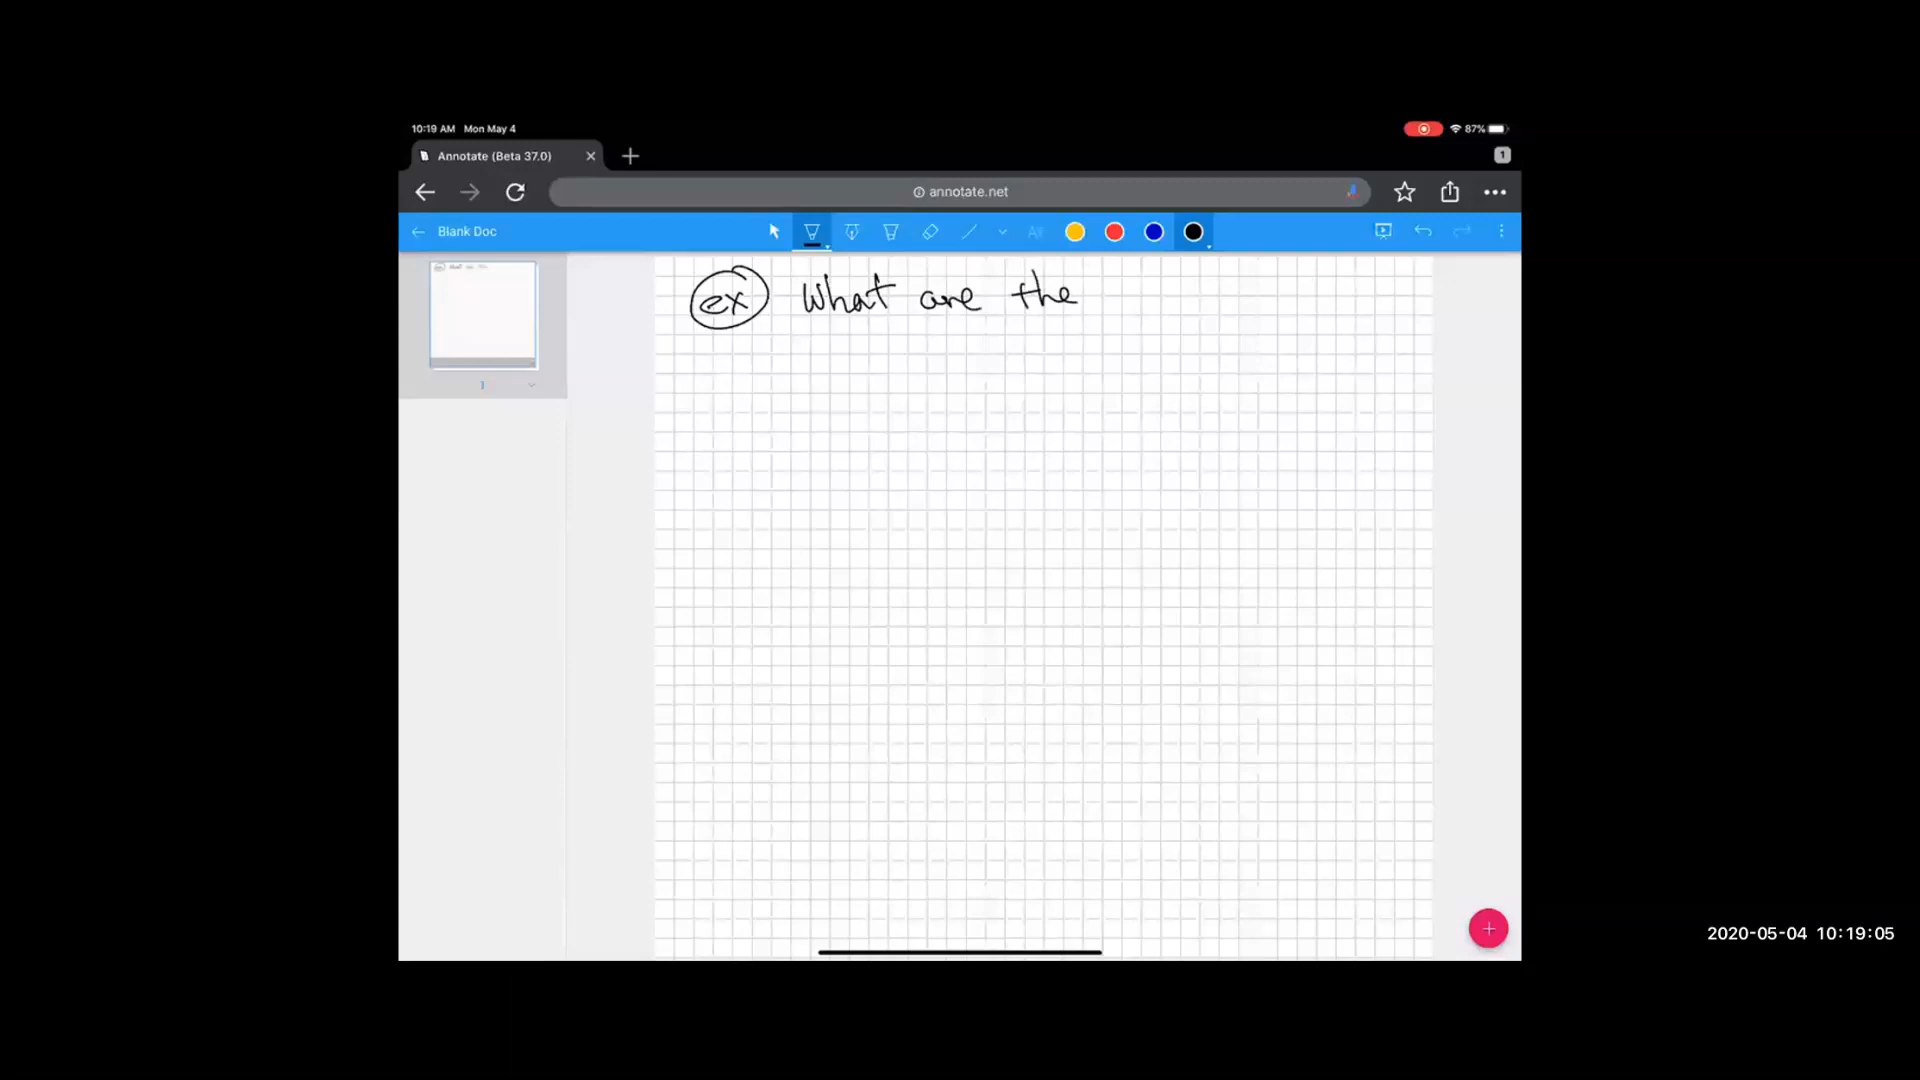 10:19 AM Mon May 4
87%
Annotate (Beta 37.0)
1
annotate.net
Blank Doc
ex What are the
1
2020-05-04 10:19:05